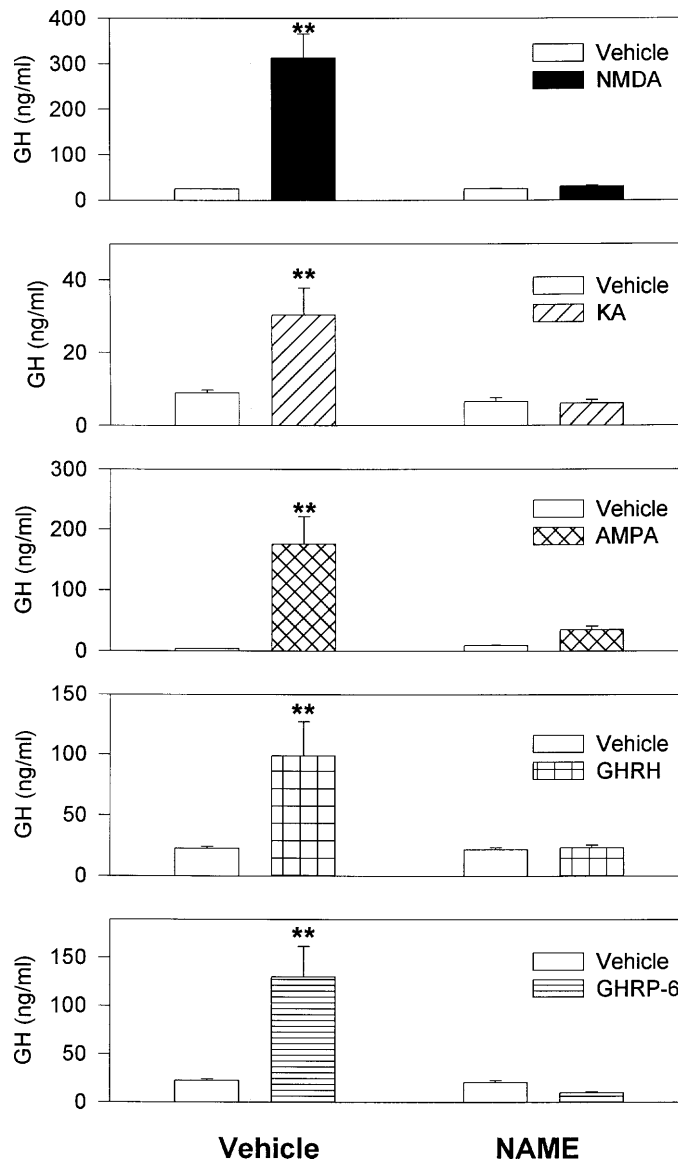 400
300
200
100
0
GH (ng/ml)
**
Vehicle
NMDA
40
20
0
GH (ng/ml)
**
Vehicle
KA
300
200
100
0
GH (ng/ml)
**
Vehicle
AMPA
150
100
50
0
GH (ng/ml)
**
Vehicle
GHRH
150
100
50
0
GH (ng/ml)
**
Vehicle
GHRP-6
Vehicle NAME